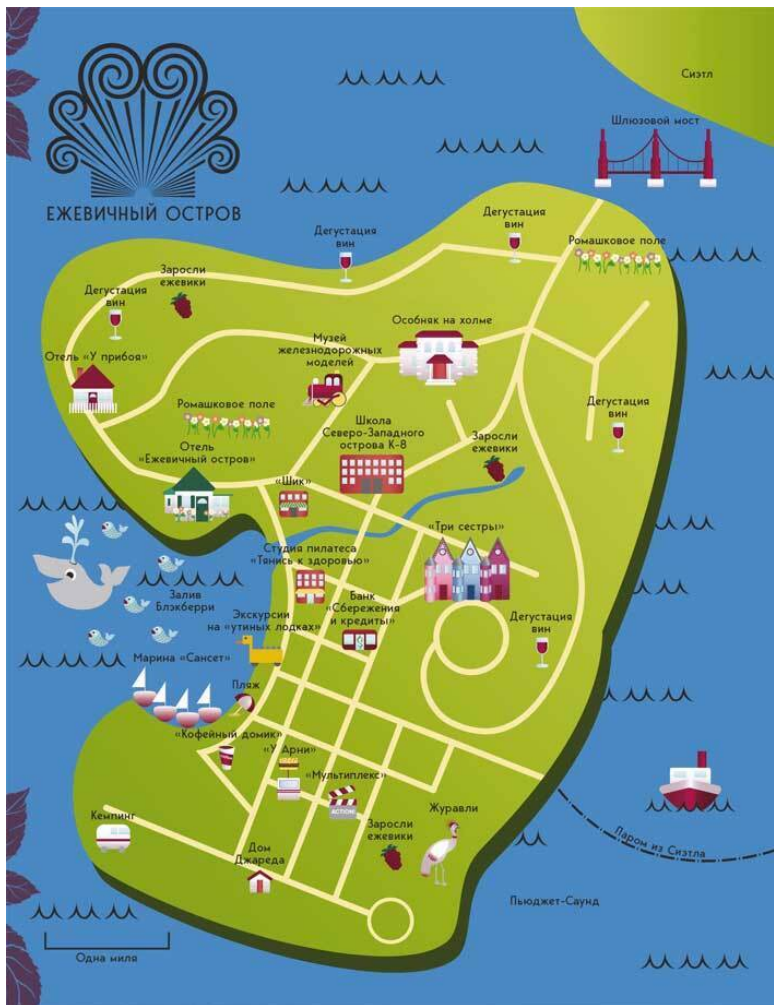 Сиэтл
Шлюзовой мост
ЕЖЕВИЧНЫЙ ОСТРОВ
Дегустация
вин
Дегустация
вин
Ромашковое поле
Заросли
ежевики
Дегустация
вин
Особняк на холме
Музей
железнодорожных
моделей
Отель «У прибоя»
Ромашковое поле
Дегустация
вин
Школа
Северо-Западного
острова К-8
Заросли
ежевики
Отель
«Ежевичный остров»
«Шик»
«Три сестры»
Студия пилатеса
«Тянись к здоровью»
Залив
Блэкберри
Банк
«Сбережения
и кредиты»
Экскурсии
на «утиных лодках»
Дегустация
вин
Марина «Сансет»
Пляж
«Кофейный домик»
«У Арни»
«Мультиплекс»
ACTION!
Кемпинг
Заросли
ежевики
Журавли
Дом
Джареда
Паром из Сиэтла
Пьюджет-Саунд
Одна миля